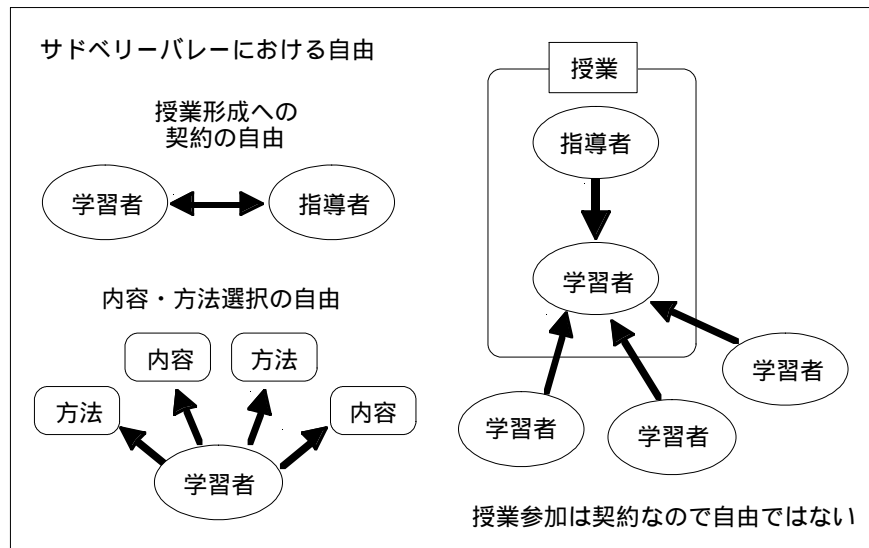 サドベリーバレーにおける自由
授業形成への
契約の自由
学習者
指導者
内容・方法選択の自由
内容
方法
方法
内容
学習者
授業
指導者
学習者
学習者
学習者
学習者
授業参加は契約なので自由ではない